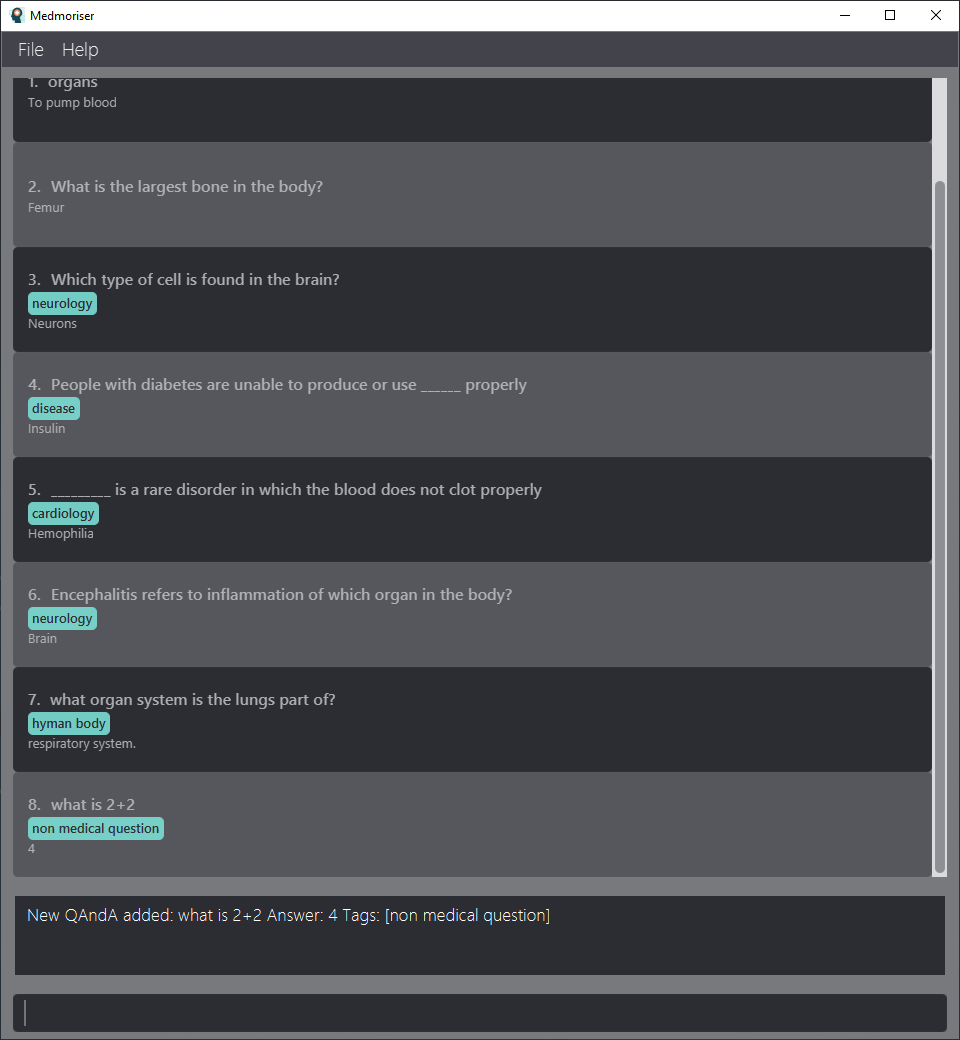 Medmoriser
File Help
1. organs
To pump blood
2. What is the largest bone in the body?
Femur
3. Which type of cell is found in the brain?
neurology
Neurons
4. People with diabetes are unable to produce or use ______ properly
disease
Insulin
5. _________ is a rare disorder in which the blood does not clot properly
cardiology
Hemophilia
6. Encephalitis refers to inflammation of which organ in the body?
neurology
Brain
7. what organ system is the lungs part of?
hyman body
respiratory system.
8. what is 2+2
non medical question
4
New QAndA added: what is 2+2 Answer: 4 Tags: [non medical question]